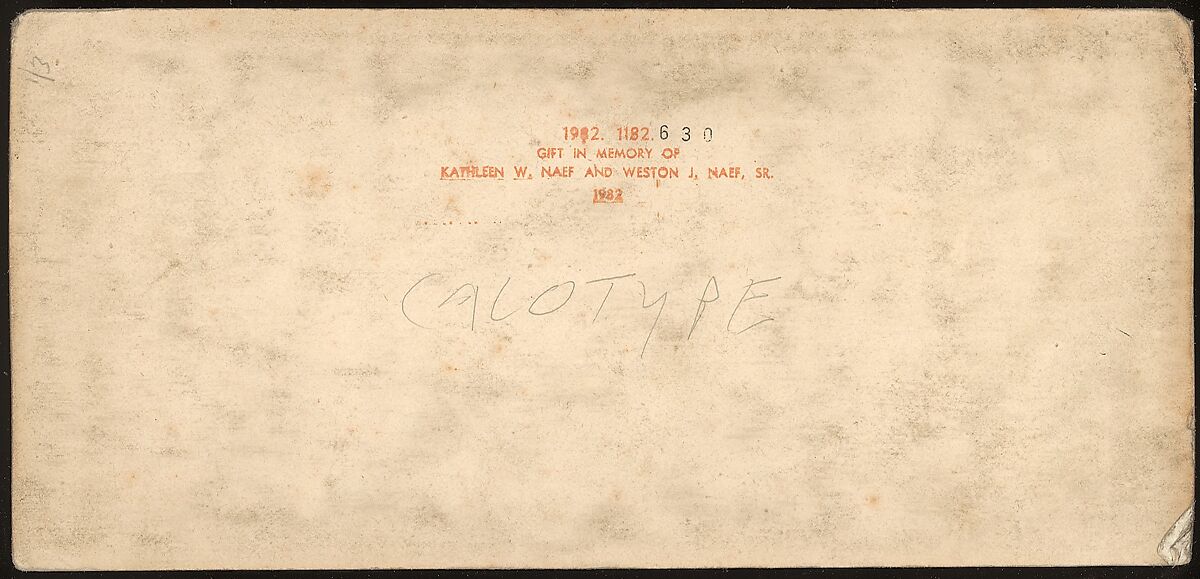 1/3.
1982. 1182.630
GIFT IN MEMORY OF
KATHLEEN W. NAEF AND WESTON J. NAEF, SR.
1982
CALOTYPE